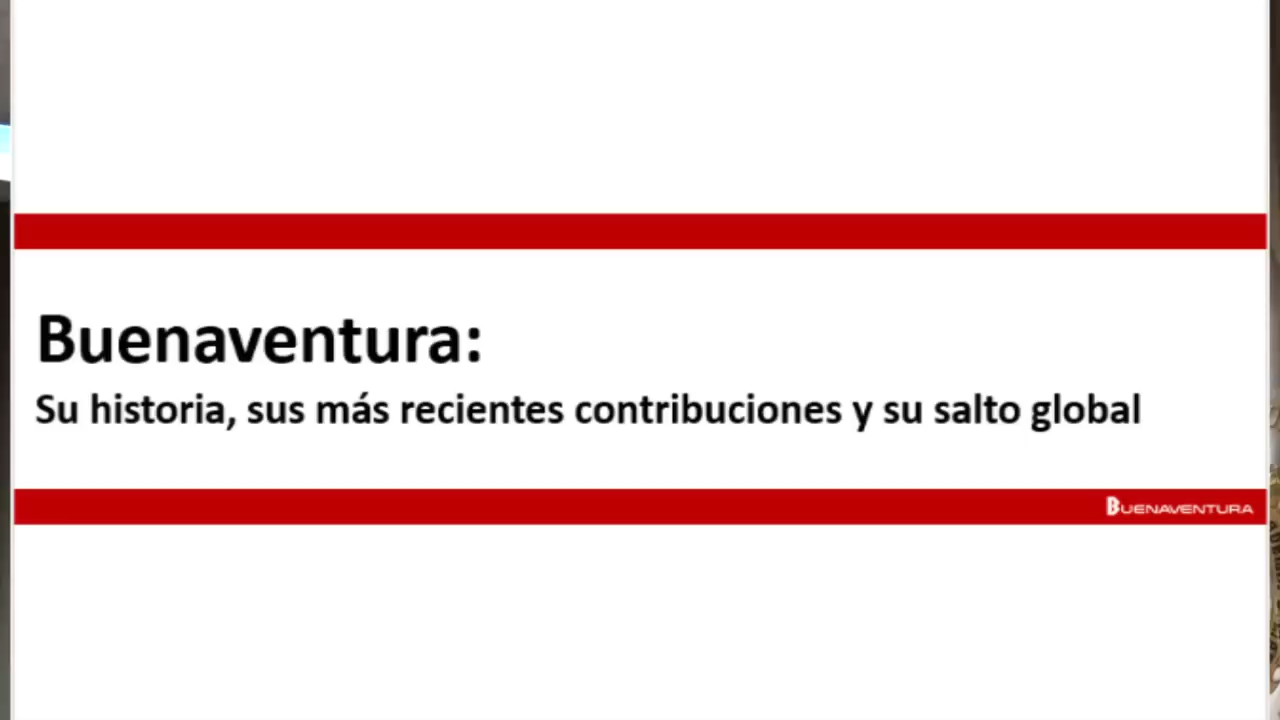 Buenaventura:
Su historia, sus más recientes contribuciones y su salto global
BUENAVENTURA